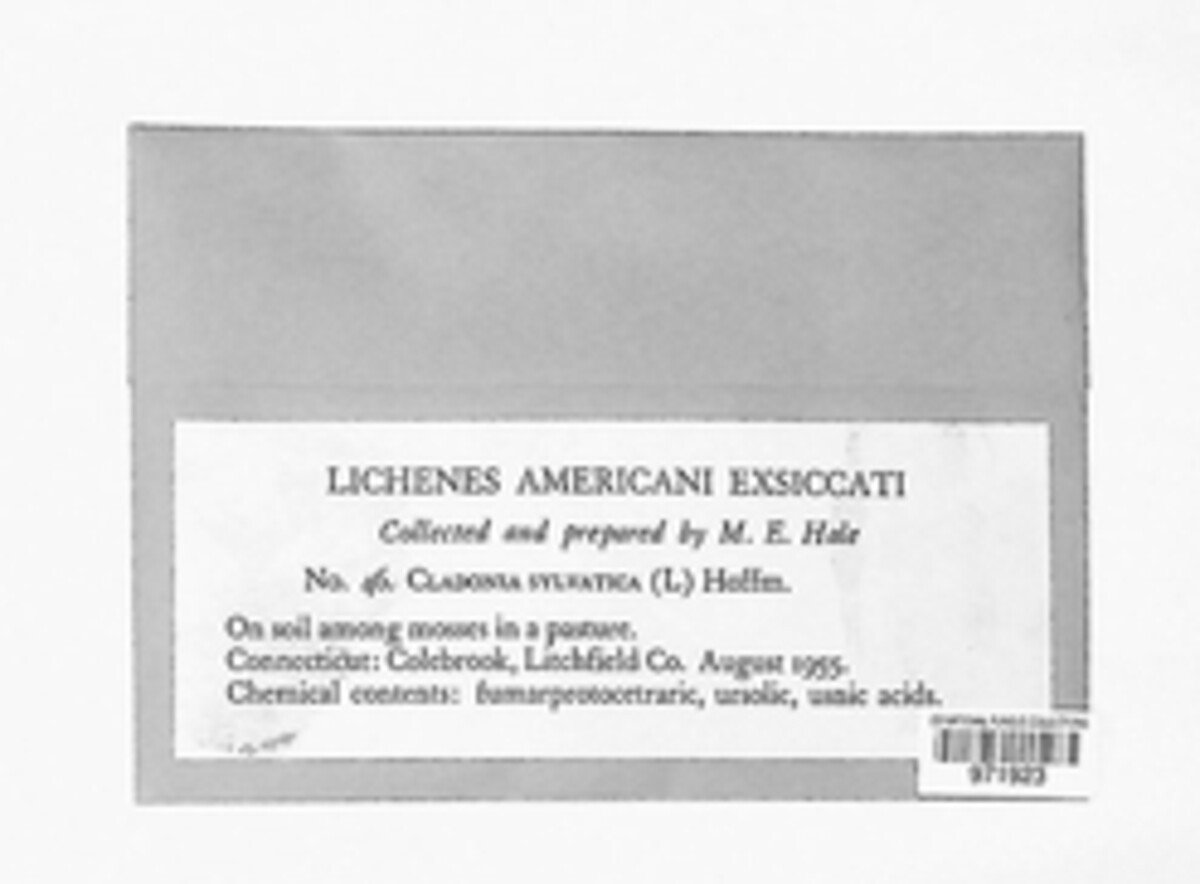 LICHENES AMERICANI EXSICCATI
Collected and prepared by M. E. Hale
No. 46. CLADONIA SYLVATICA (L) Hoffm.
On soil among mosses in a pasture.
Connecticut: Colebrook, Litchfield Co. August 1955.
Chemical contents: fumarprotocetraric, ursolic, usnic acids.
971923